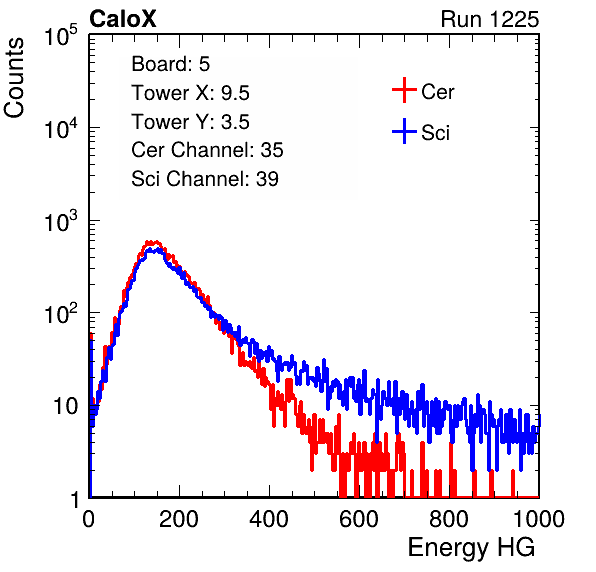 CaloX Run 1225
Counts
Board: 5
Tower X: 9.5
Tower Y: 3.5
Cer Channel: 35
Sci Channel: 39
Cer
Sci
10^5
10^4
10^3
10^2
10
1
0 200 400 600 800 1000
Energy HG